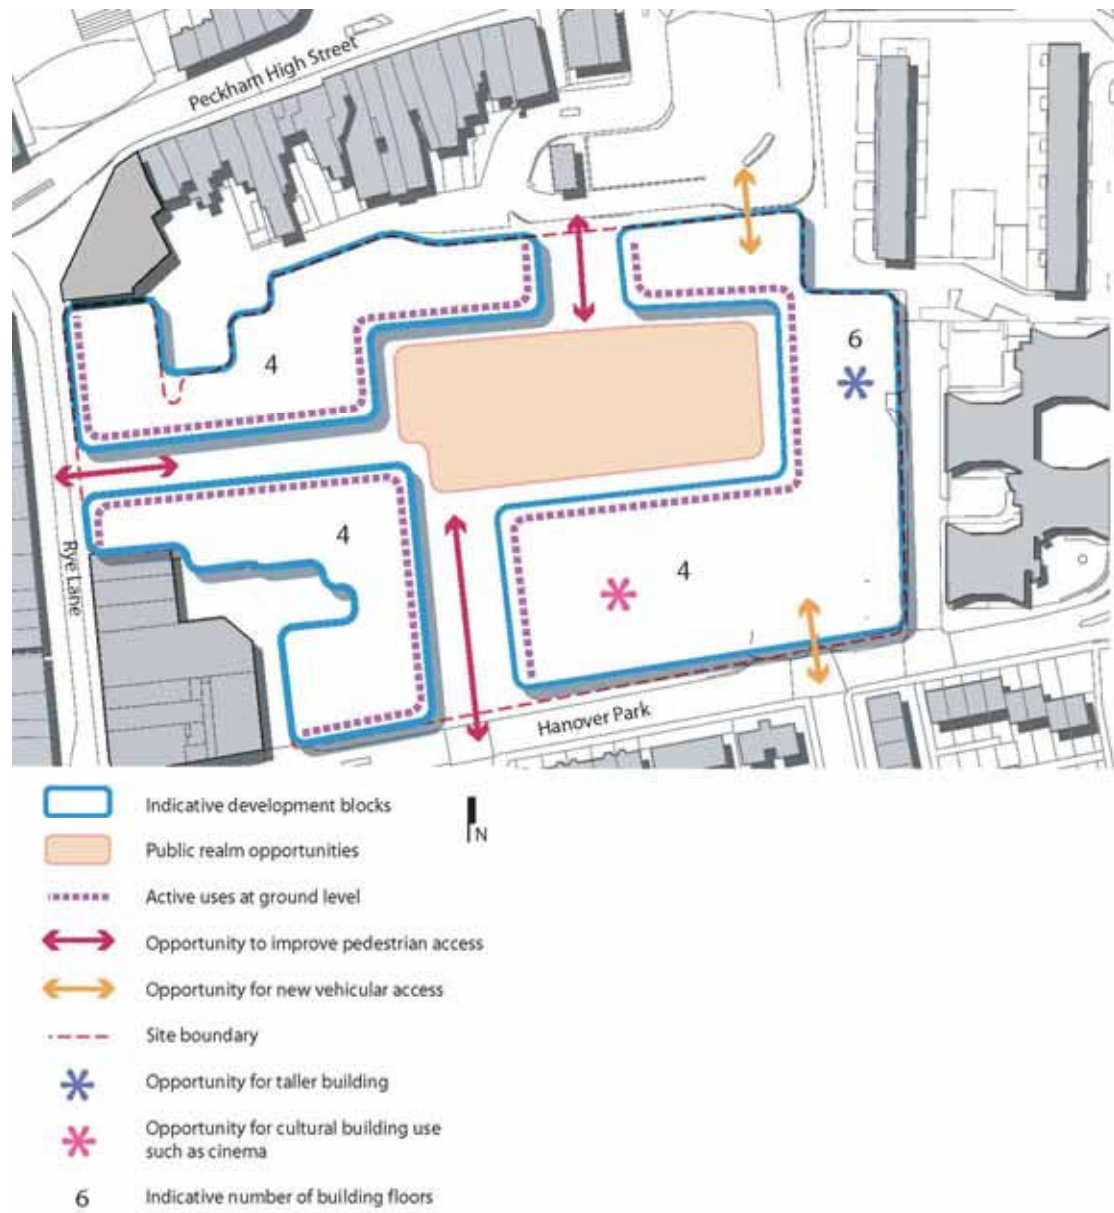 Peckham High Street
6
4
4
4
Rye Lane
Hanover Park
Indicative development blocks
N
Public realm opportunities
Active uses at ground level
Opportunity to improve pedestrian access
Opportunity for new vehicular access
Site boundary
Opportunity for taller building
Opportunity for cultural building use
such as cinema
6 Indicative number of building floors